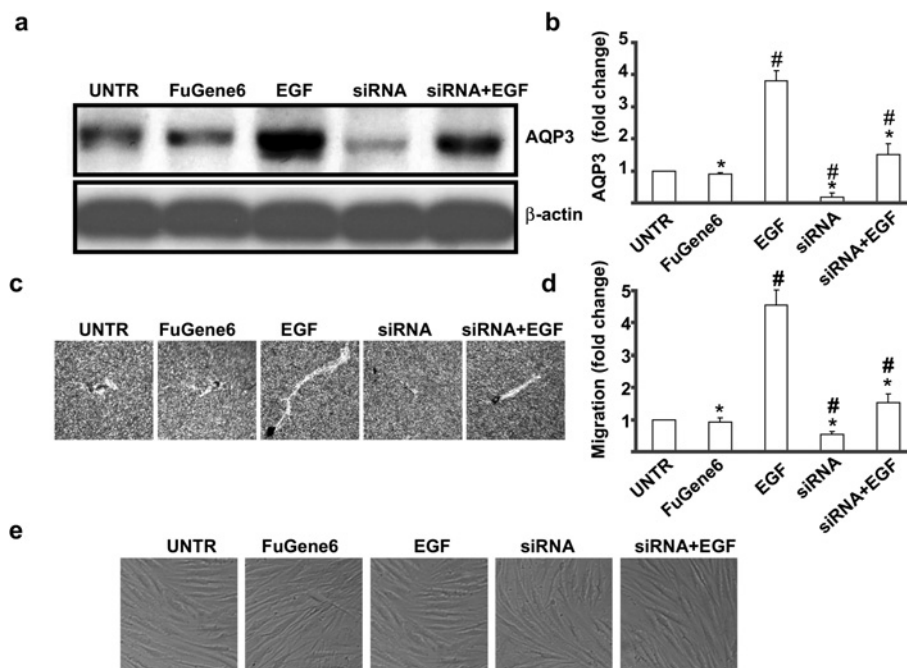 a
UNTR FuGene6 EGF siRNA siRNA+EGF
AQP3
β-actin
b
AQP3 (fold change)
5
4
2
1
# * # # * # *
UNTR FuGene6 EGF siRNA siRNA+EGF
c
UNTR FuGene6 EGF siRNA siRNA+EGF
d
Migration (fold change)
5
4
2
1
# * # * # *
UNTR FuGene6 EGF siRNA siRNA+EGF
e
UNTR FuGene6 EGF siRNA siRNA+EGF